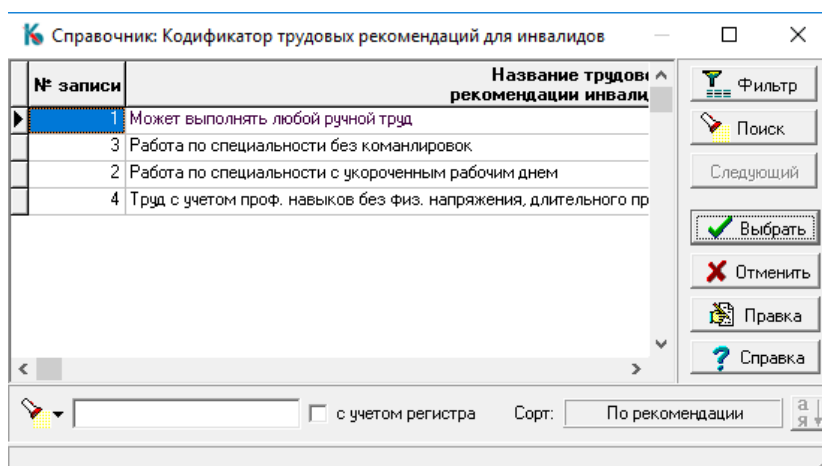 Справочник: Кодификатор трудовых рекомендаций для инвалидов
№ записи
Название трудово
рекомендации инвали
1 Может выполнять любой ручной труд
3 Работа по специальности без команлировок
2 Работа по специальности с укороченным рабочим днем
4 Труд с учетом проф. навыков без физ. напряжения, длительного пр
Фильтр
Поиск
Следующий
Выбрать
Отменить
Правка
Справка
с учетом регистра Сорт: По рекомендации